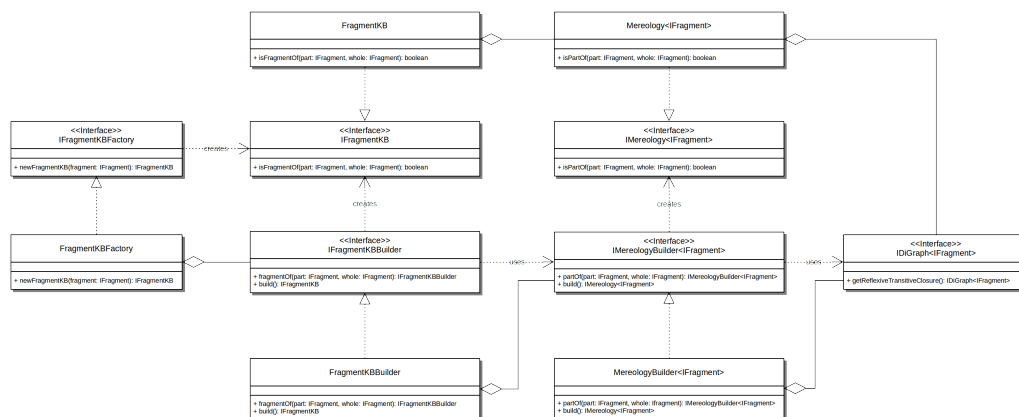 FragmentKB
+ isFragmentOf(part: IFragment, whole: IFragment): boolean
Mereology<IFragment>
+ isPartOf(part: IFragment, whole: IFragment): boolean
<<Interface>>
IFragmentKBFactory
+ newFragmentKB(fragment: IFragment): IFragmentKB
creates
<<Interface>>
IFragmentKB
+ isFragmentOf(part: IFragment, whole: IFragment): boolean
<<Interface>>
IMereology<IFragment>
+ isPartOf(part: IFragment, whole: IFragment): boolean
creates
creates
FragmentKBFactory
+ newFragmentKB(fragment: IFragment): IFragmentKB
<<Interface>>
IFragmentKBBuilder
+ fragmentOf(part: IFragment, whole: IFragment): IFragmentKBBuilder
+ build(): IFragmentKB
uses
<<Interface>>
IMereologyBuilder<IFragment>
+ partOf(part: IFragment, whole: IFragment): IMereologyBuilder<IFragment>
+ build(): IMereology<IFragment>
uses
<<Interface>>
IDiGraph<IFragment>
+ getReflexiveTransitiveClosure(): IDiGraph<IFragment>
FragmentKBBuilder
+ fragmentOf(part: IFragment, whole: IFragment): IFragmentKBBuilder
+ build(): IFragmentKB
MereologyBuilder<IFragment>
+ partOf(part: IFragment, whole: IFragment): IMereologyBuilder<IFragment>
+ build(): IMereology<IFragment>